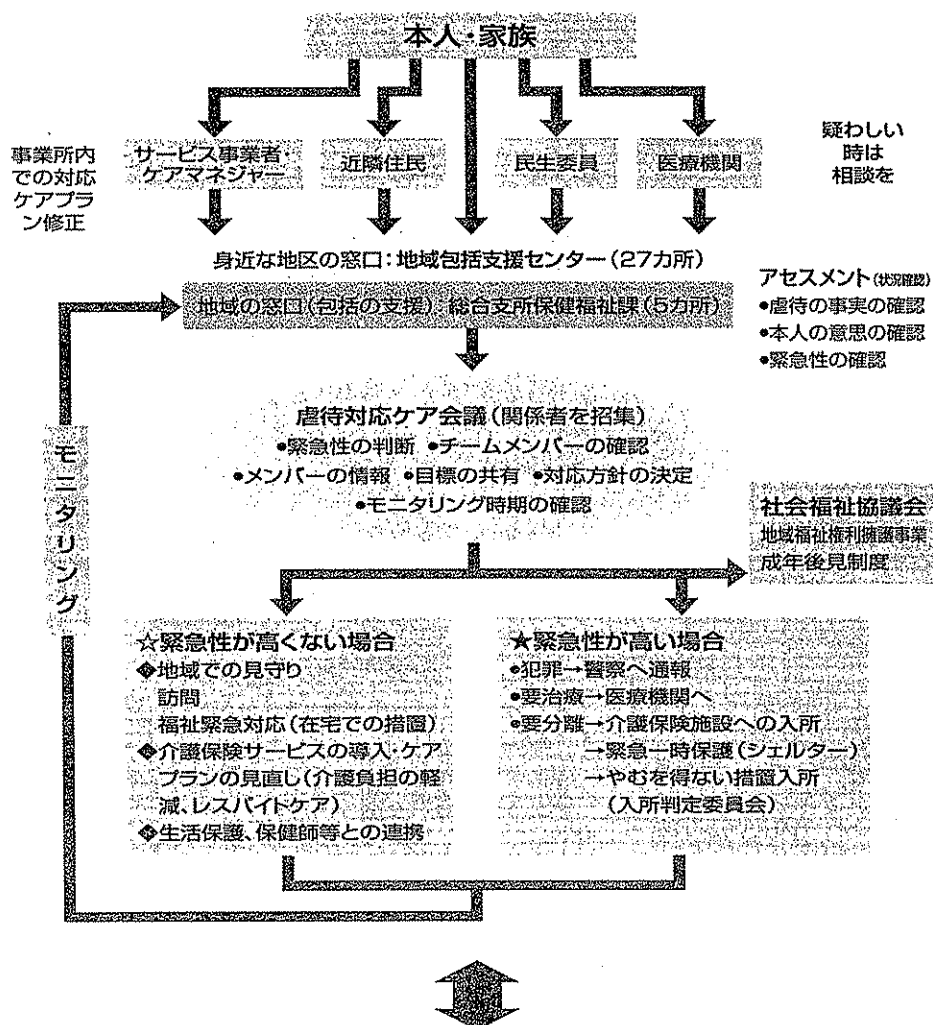 本人・家族
事業所内
での対応
ケアプラ
ン修正
サービス事業者・
ケアマネジャー
近隣住民
民生委員
医療機関
疑わしい
時は
相談を
身近な地区の窓口：地域包括支援センター（27カ所）
地域の窓口（包括の支援）：総合支所保健福祉課（5カ所）
アセスメント（状況確認）
●虐待の事実の確認
●本人の意思の確認
●緊急性の確認
虐待対応ケア会議（関係者を招集）
●緊急性の判断 ●チームメンバーの確認
●メンバーの情報 ●目標の共有 ●対応方針の決定
●モニタリング時期の確認
モニタリング
社会福祉協議会
地域福祉権利擁護事業
成年後見制度
☆緊急性が高くない場合
◆地域での見守り
訪問
福祉緊急対応（在宅での措置）
◆介護保険サービスの導入・ケア
プランの見直し（介護負担の軽
減、レスパイトケア）
◆生活保護、保健師等との連携
★緊急性が高い場合
●犯罪→警察へ通報
●要治療→医療機関へ
●要分離→介護保険施設への入所
→緊急一時保護（シェルター）
→やむを得ない措置入所
（入所判定委員会）